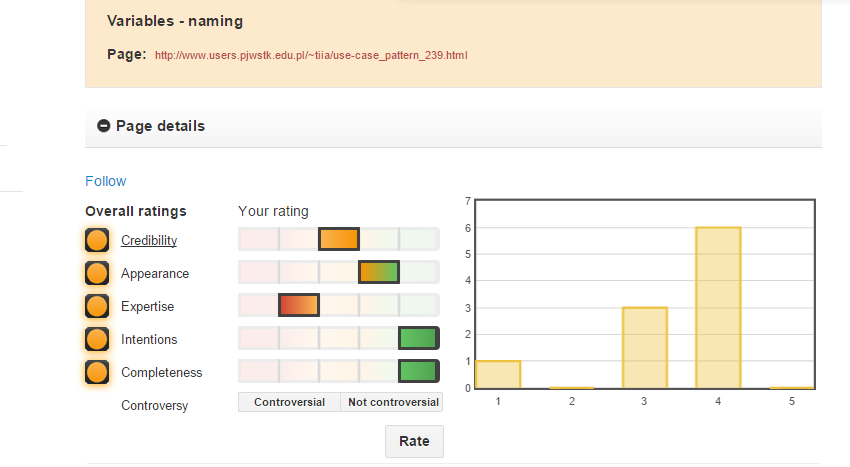 Variables - naming
Page: http://www.users.pjwstk.edu.pl/~tiia/use-case_pattern_239.html
Page details
Follow
Overall ratings
Your rating
Credibility
Appearance
Expertise
Intentions
Completeness
Controversy
Controversial
Not controversial
Rate
7
6
5
4
3
2
1
0
1 2 3 4 5